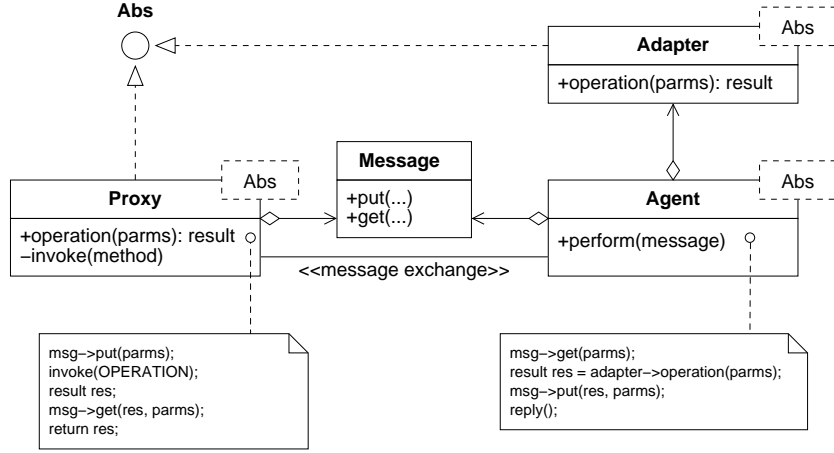 Abs
Abs
Adapter
+operation(parms): result
Message
+put(...)
+get(...)
Abs
Proxy
+operation(parms): result
−invoke(method)
Abs
Agent
+perform(message)
<<message exchange>>
msg−>put(parms);
invoke(OPERATION);
result res;
msg−>get(res, parms);
return res;
msg−>get(parms);
result res = adapter−>operation(parms);
msg−>put(res, parms);
reply();